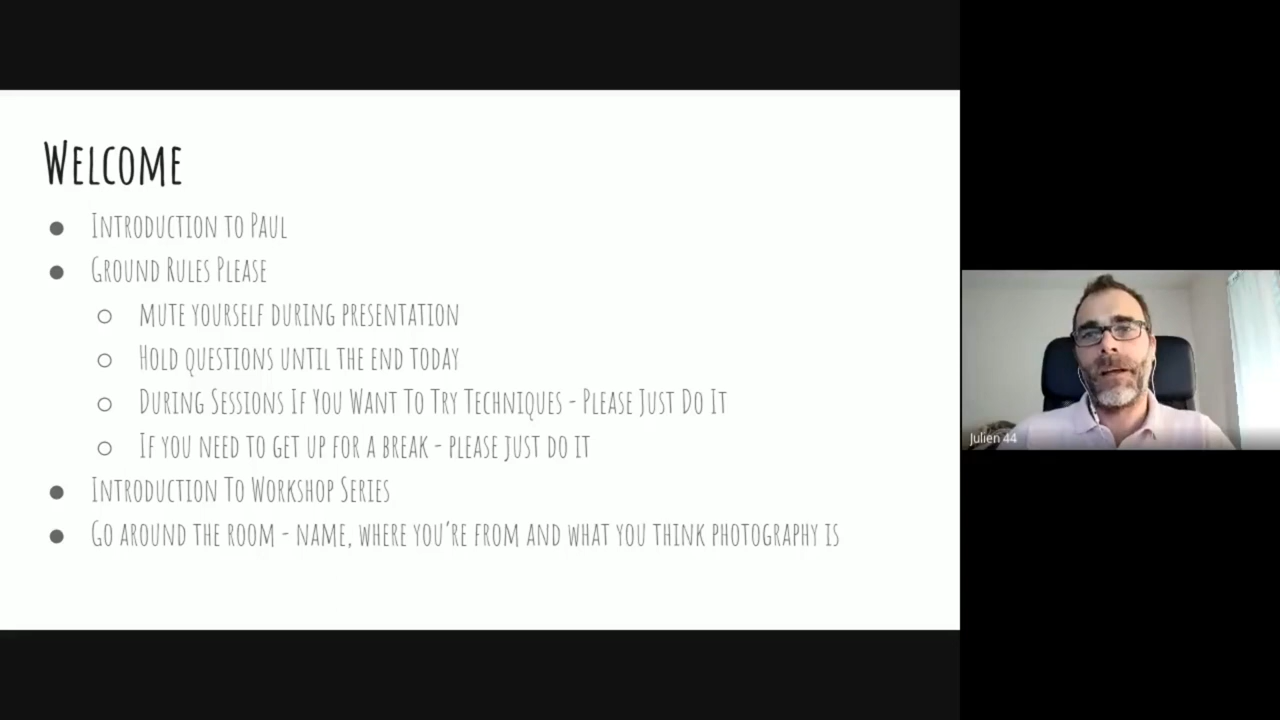 Welcome
● Introduction to Paul
● Ground Rules Please
○ mute yourself during presentation
○ Hold questions until the end today
○ During Sessions If You Want To Try Techniques - Please Just Do It
○ If you need to get up for a break - please just do it
● Introduction To Workshop Series
● Go around the room - name, where you're from and what you think photography is
Julien 44